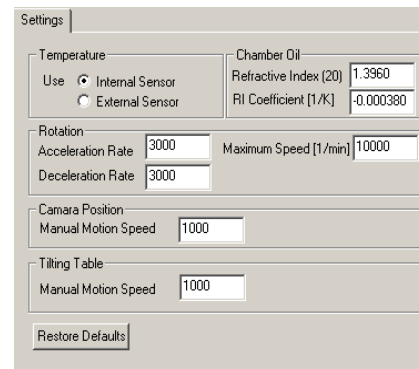 Settings
Temperature
Use Internal Sensor
External Sensor
Chamber Oil
Refractive Index (20) 1.3960
RI Coefficient [1/K] -0.000380
Rotation
Acceleration Rate 3000 Maximum Speed [1/min] 10000
Deceleration Rate 3000
Camara Position
Manual Motion Speed 1000
Tilting Table
Manual Motion Speed 1000
Restore Defaults